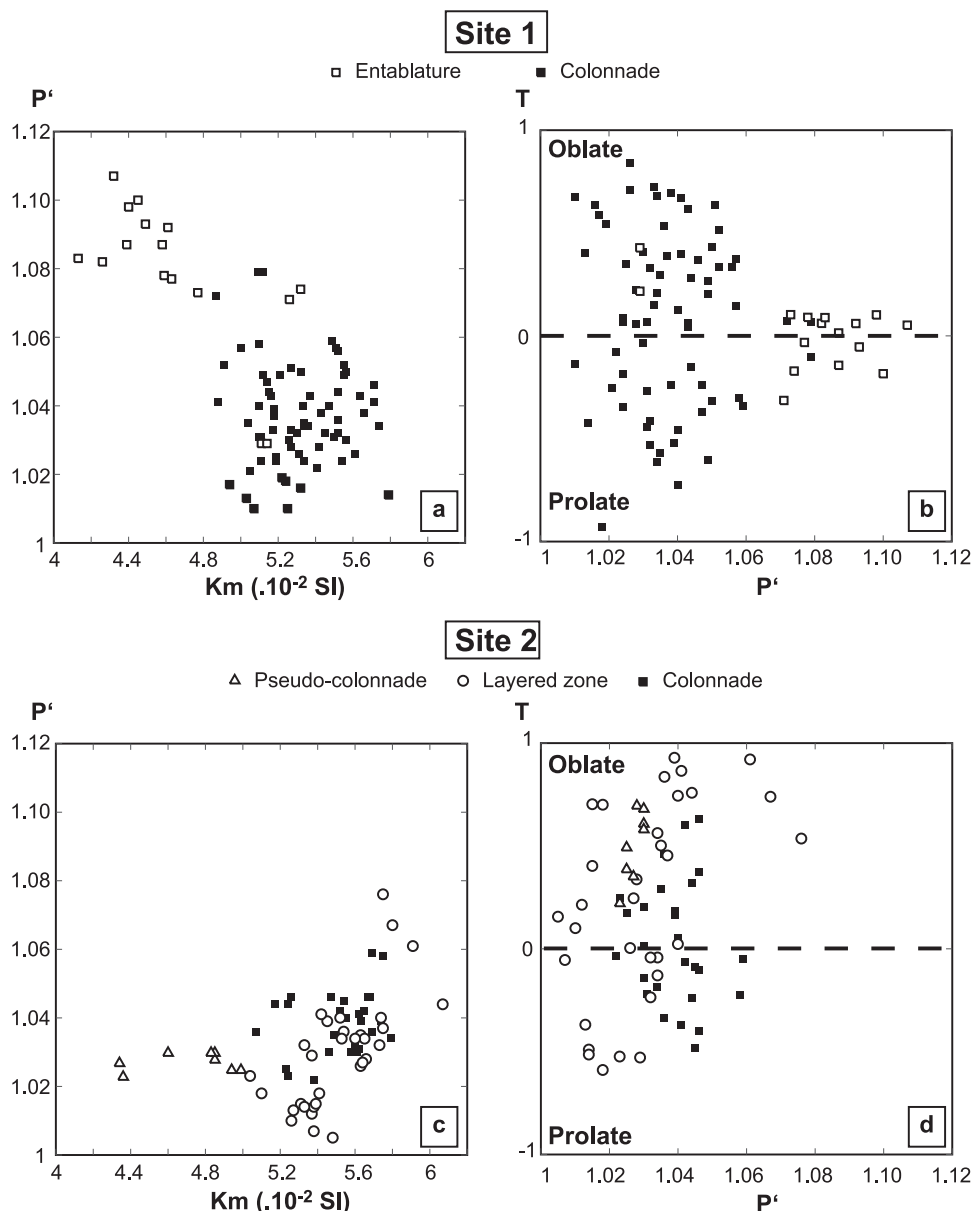 Site 1
Entablature Colonnade
P‘ T
1.12 1
1.10 Oblate
1.08
1.06 0
1.04
1.02 Prolate
a b
1 -1
4 4.4 4.8 5.2 5.6 6 1 1.02 1.04 1.06 1.08 1.10 1.12
Km (.10-2 SI) P‘
Site 2
Pseudo-colonnade Layered zone Colonnade
P‘ T
1.12 1
1.10 Oblate
1.08
1.06 0
1.04
1.02 Prolate
c d
1 -1
4 4.4 4.8 5.2 5.6 6 1 1.02 1.04 1.06 1.08 1.10 1.12
Km (.10-2 SI) P‘